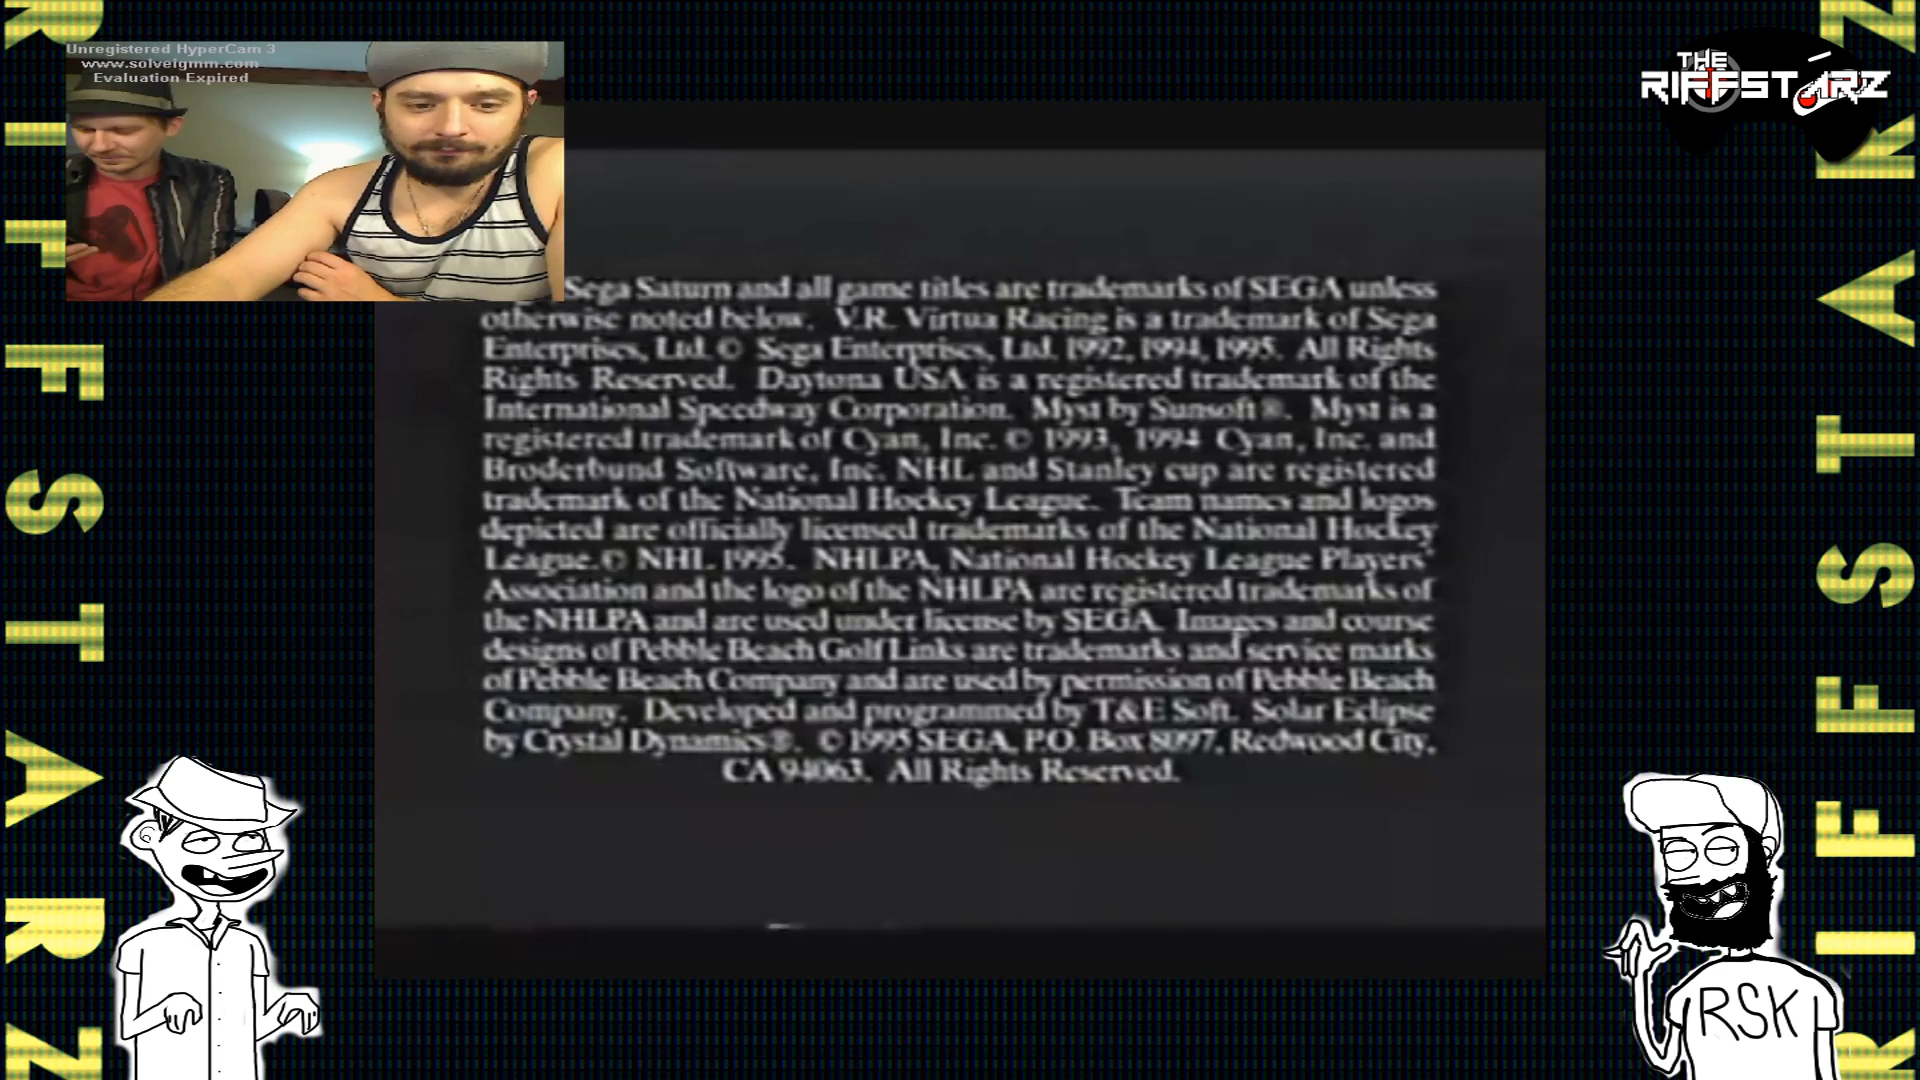 Unregistered HyperCam 3
www.solveigmm.com
Evaluation Expired
THE
RIFFSTARZ
Sega Saturn and all game titles are trademarks of SEGA unless
otherwise noted below. V.R. Virtua Racing is a trademark of Sega
Enterprises, Ltd. © Sega Enterprises, Ltd. 1992, 1994, 1995. All Rights
Rights Reserved. Daytona USA is a registered trademark of the
International Speedway Corporation. Myst by Sunsoft®. Myst is a
registered trademark of Cyan, Inc. © 1993, 1994 Cyan, Inc. and
Broderbund Software, Inc. NHL and Stanley cup are registered
trademark of the National Hockey League. Team names and logos
depicted are officially licensed trademarks of the National Hockey
League.© NHL 1995. NHLPA, National Hockey League Players'
Association and the logo of the NHLPA are registered trademarks of
the NHLPA and are used under license by SEGA. Images and course
designs of Pebble Beach Golf Links are trademarks and service marks
of Pebble Beach Company and are used by permission of Pebble Beach
Company. Developed and programmed by T&E Soft. Solar Eclipse
by Crystal Dynamics®. © 1995 SEGA, P.O. Box 8097, Redwood City,
CA 94063. All Rights Reserved.
RIFFSTARZ
RIFFSTARZ
RSK